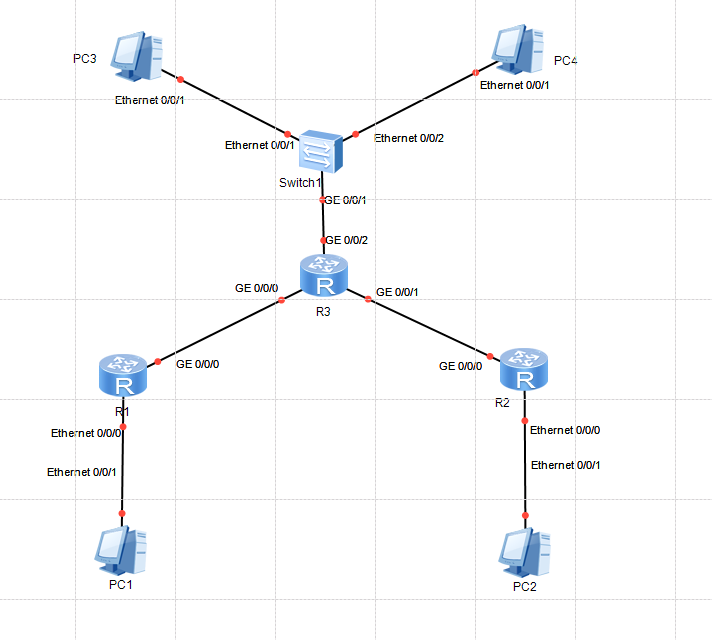 PC3
PC4
Ethernet 0/0/1
Ethernet 0/0/1
Ethernet 0/0/1
Ethernet 0/0/2
Switch1
GE 0/0/1
GE 0/0/2
R
GE 0/0/0
GE 0/0/1
R3
GE 0/0/0
GE 0/0/0
R
R
R1
R2
Ethernet 0/0/0
Ethernet 0/0/0
Ethernet 0/0/1
Ethernet 0/0/1
PC1
PC2